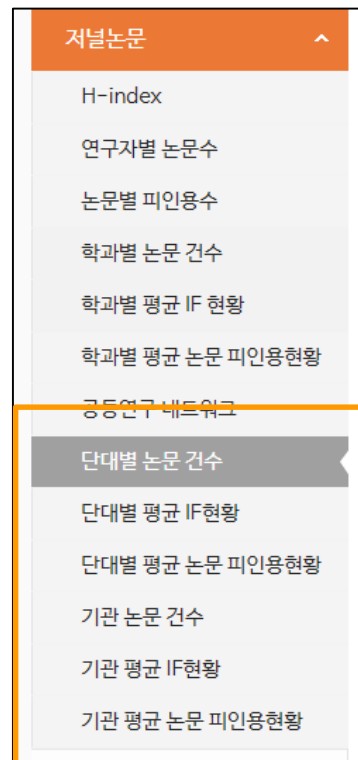 저널논문
H-index
연구자별 논문수
논문별 피인용수
학과별 논문 건수
학과별 평균 IF 현황
학과별 평균 논문 피인용현황
공동연구 네트워크
단대별 논문 건수
단대별 평균 IF현황
단대별 평균 논문 피인용현황
기관 논문 건수
기관 평균 IF현황
기관 평균 논문 피인용현황